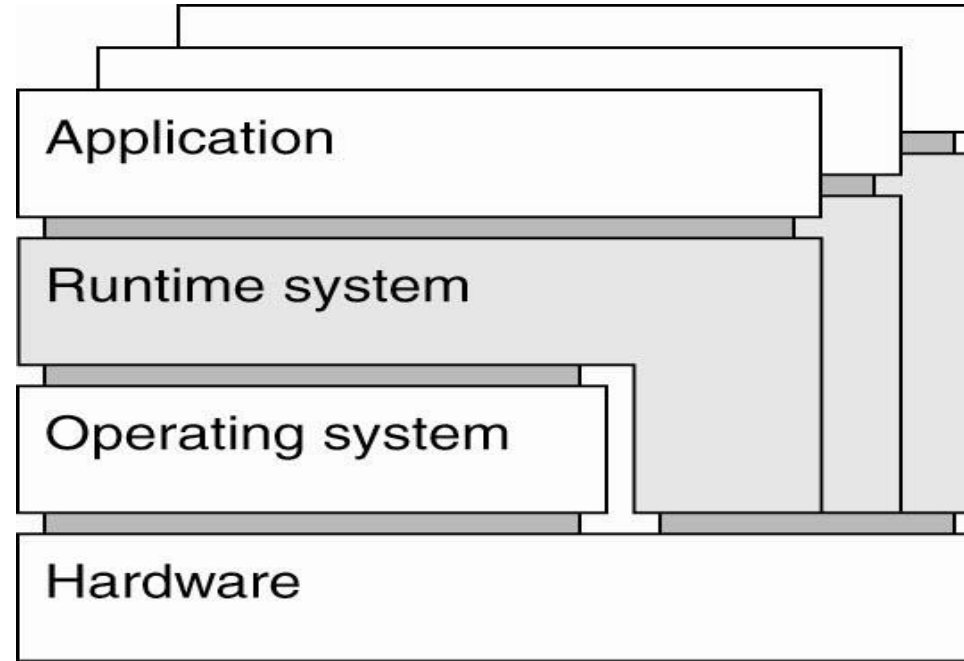 Application
Runtime system
Operating system
Hardware